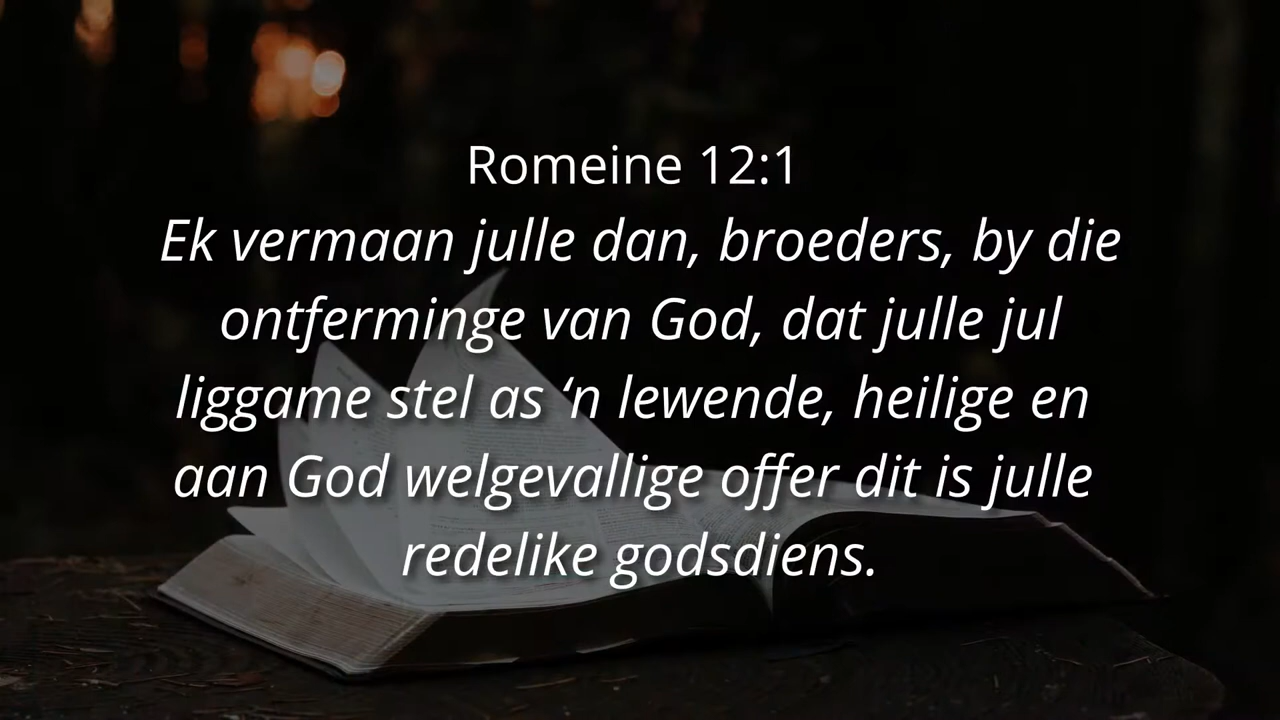 Romeine 12:1
Ek vermaan julle dan, broeders, by die
ontferminge van God, dat julle jul
liggame stel as ‘n lewende, heilige en
aan God welgevallige offer dit is julle
redelike godsdiens.